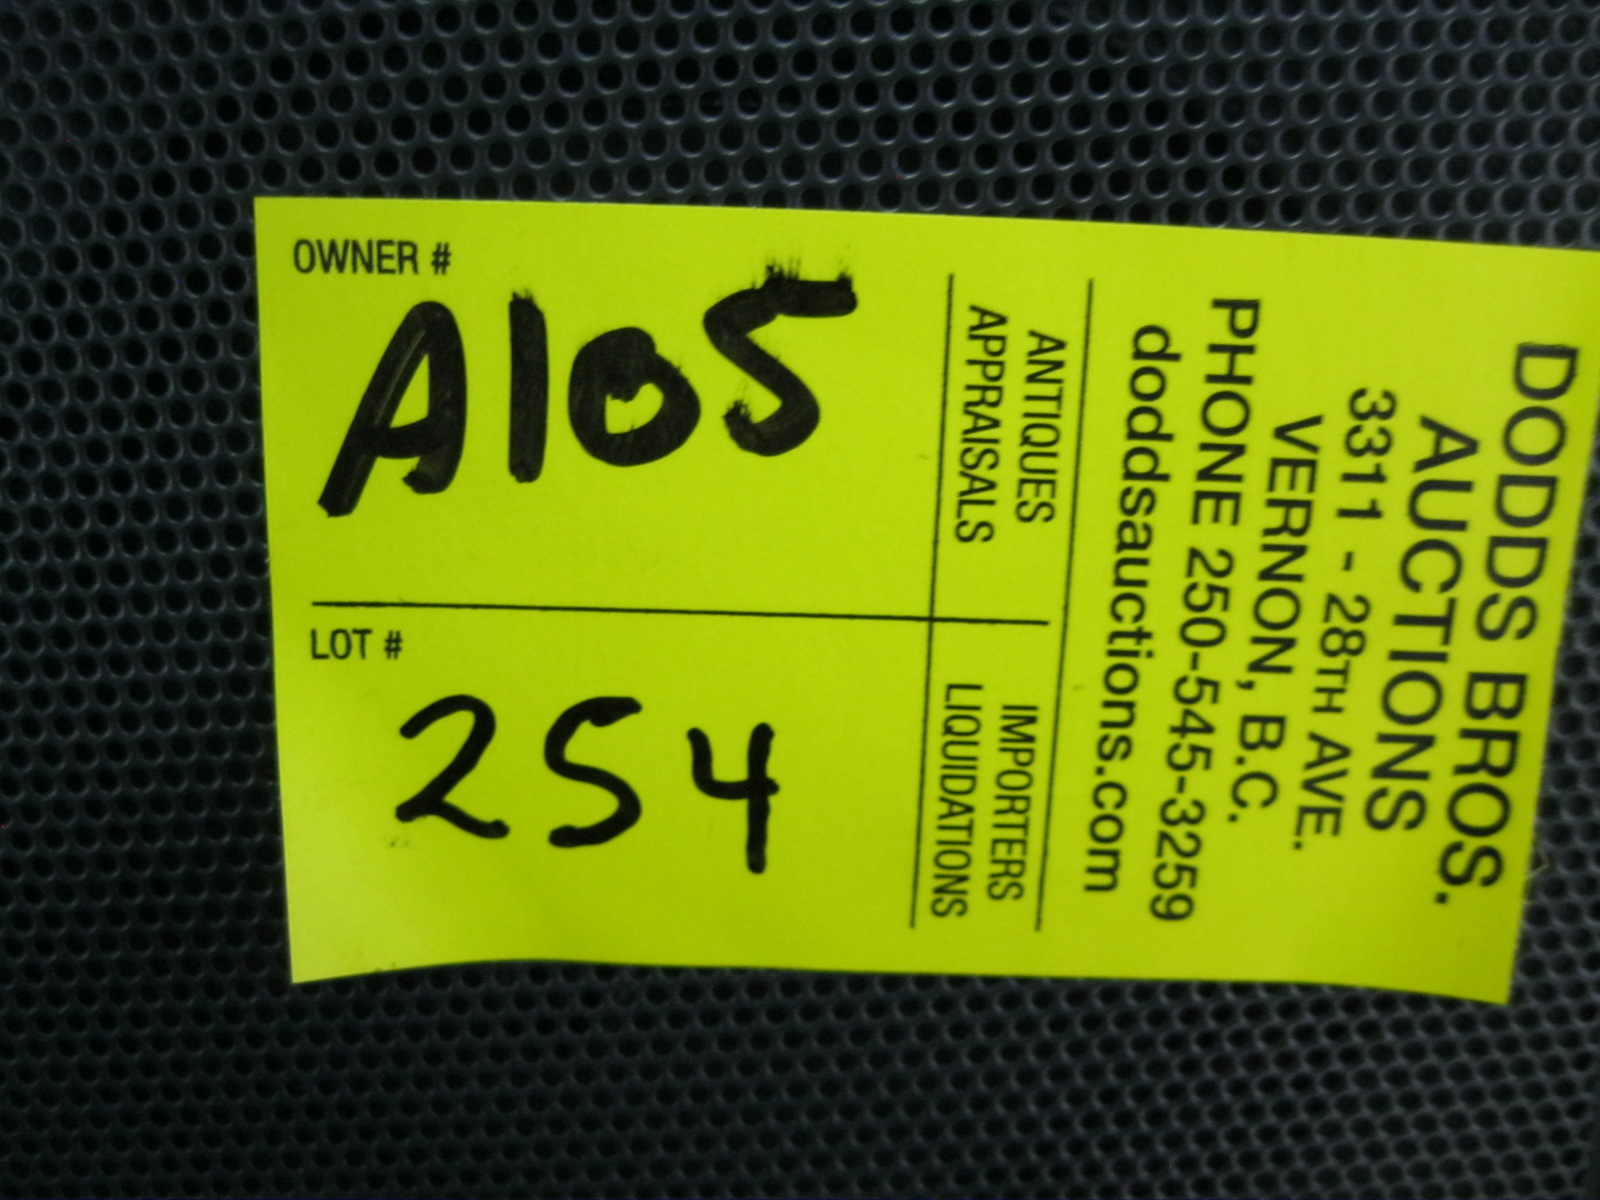 OWNER #
A105
LOT #
254
ANTIQUES
APPRAISALS
IMPORTERS
LIQUIDATIONS
DODDS BROS.
AUCTIONS
3311 - 28TH AVE.
VERNON, B.C.
PHONE 250-545-3259
doddsauctions.com